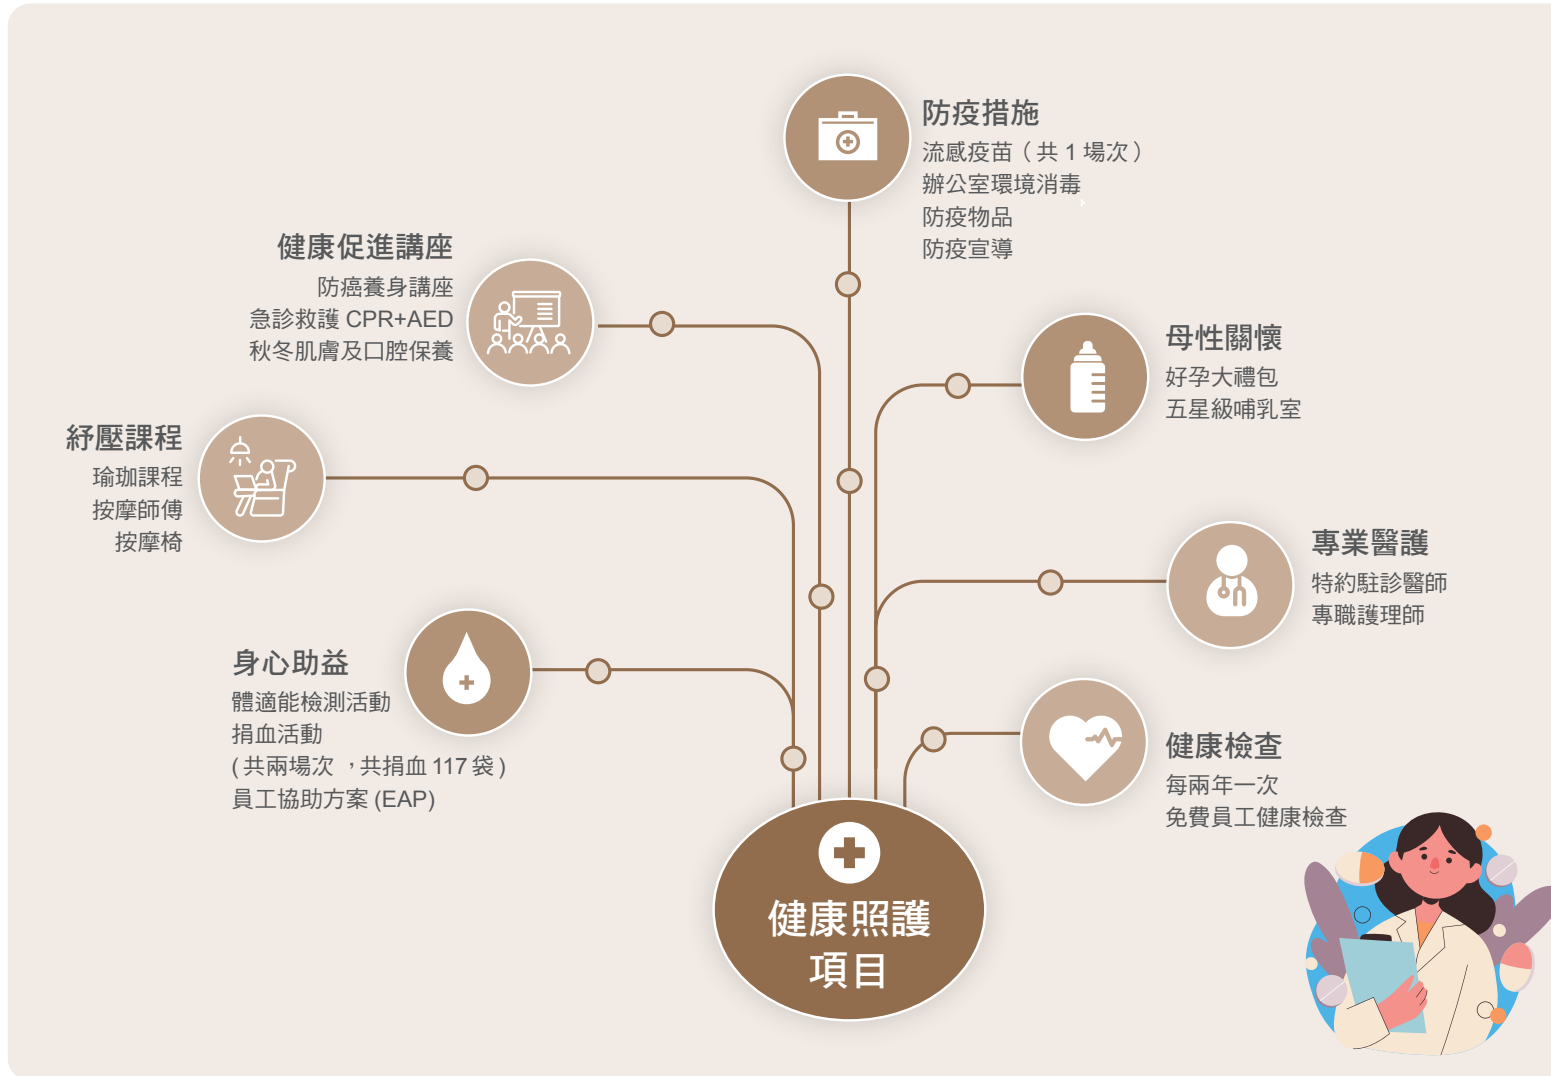 防疫措施
流感疫苗（共 1 場次）
辦公室環境消毒
防疫物品
防疫宣導
健康促進講座
防癌養身講座
急診救護 CPR+AED
秋冬肌膚及口腔保養
母性關懷
好孕大禮包
五星級哺乳室
紓壓課程
瑜珈課程
按摩師傅
按摩椅
專業醫護
特約駐診醫師
專職護理師
身心助益
體適能檢測活動
捐血活動
(共兩場次 ，共捐血 117 袋)
員工協助方案 (EAP)
健康檢查
每兩年一次
免費員工健康檢查
健康照護
項目